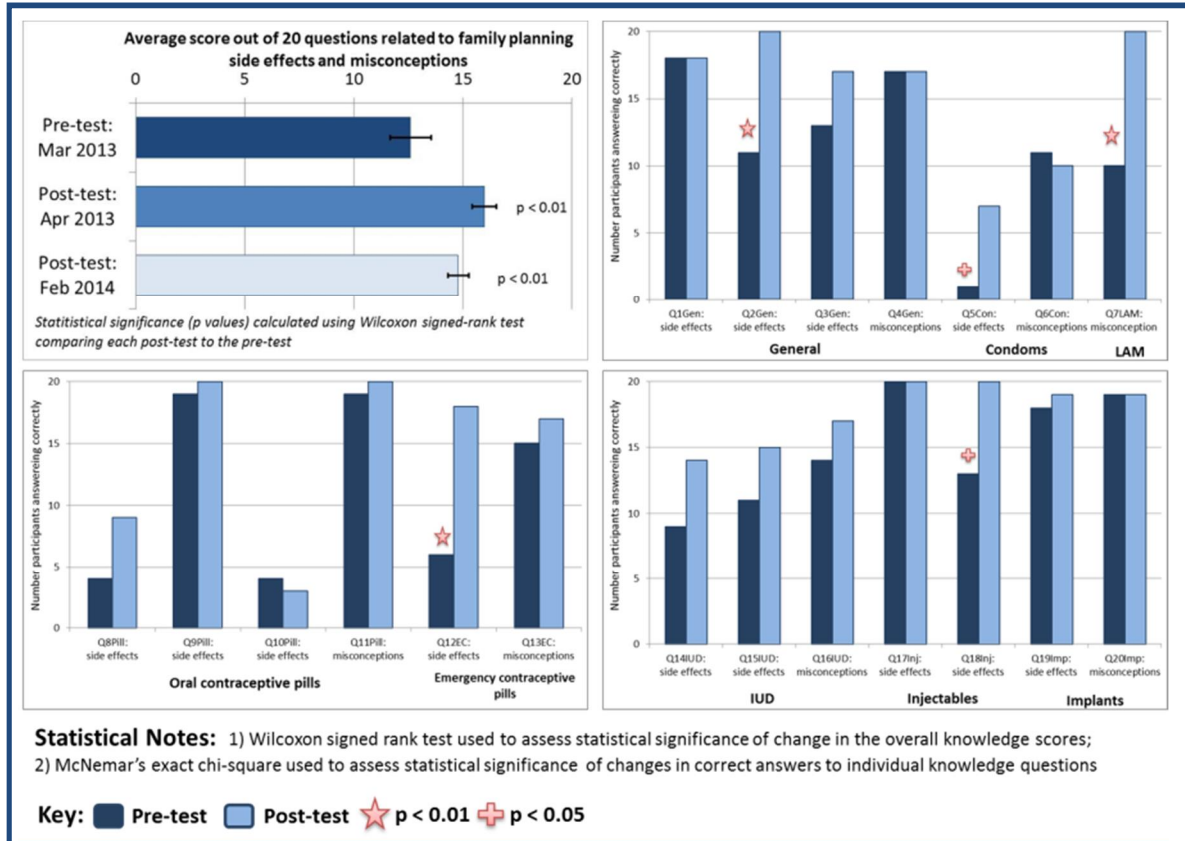 Average score out of 20 questions related to family planning
side effects and misconceptions
0 5 10 15 20
Pre-test:
Mar 2013
Post-test:
Apr 2013
p < 0.01
Post-test:
Feb 2014
p < 0.01
Statitistical significance (p values) calculated using Wilcoxon signed-rank test
comparing each post-test to the pre-test
Number participants answereing correctly
20
15
10
5
0
Q1Gen: Q2Gen: Q3Gen: Q4Gen: Q5Con: Q6Con: Q7LAM:
side effects side effects side effects misconceptions side effects misconceptions misconception
General Condoms LAM
Number participants answereing correctly
20
15
10
5
0
Q8Pill: Q9Pill: Q10Pill: Q11Pill: Q12EC: Q13EC:
side effects side effects side effects misconceptions side effects misconceptions
Oral contraceptive pills Emergency contraceptive
pills
Number participants answereing correctly
20
15
10
5
0
Q14IUD: Q15IUD: Q16IUD: Q17Inj: Q18Inj: Q19Imp: Q20Imp:
side effects side effects misconceptions side effects side effects side effects misconceptions
IUD Injectables Implants
Statistical Notes: 1) Wilcoxon signed rank test used to assess statistical significance of change in the overall knowledge scores;
2) McNemar's exact chi-square used to assess statistical significance of changes in correct answers to individual knowledge questions
Key: Pre-test Post-test p < 0.01 p < 0.05